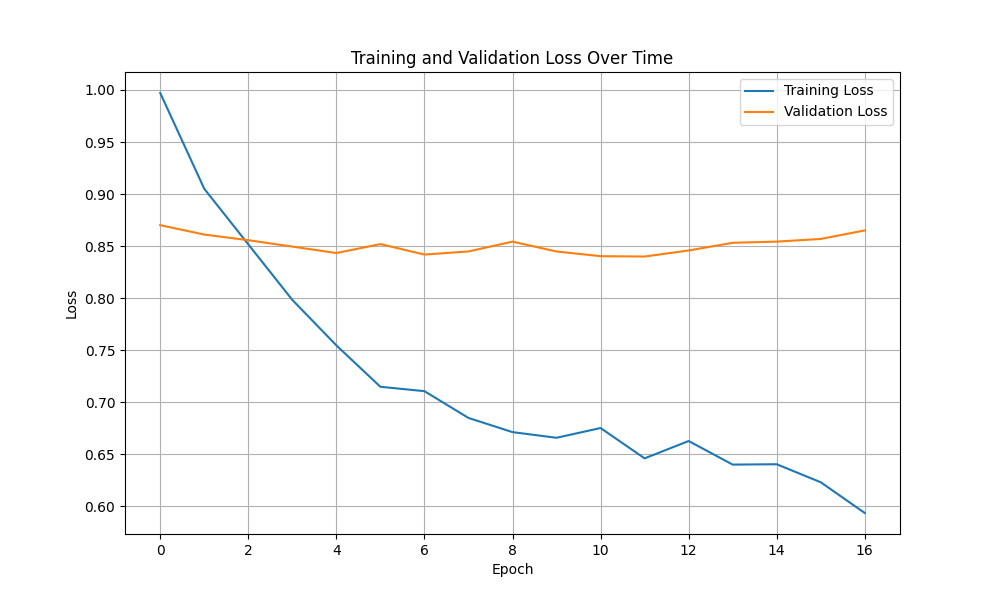 Training and Validation Loss Over Time
Training Loss
Validation Loss
1.00
0.95
0.90
0.85
0.80
0.75
0.70
0.65
0.60
Loss
0 2 4 6 8 10 12 14 16
Epoch